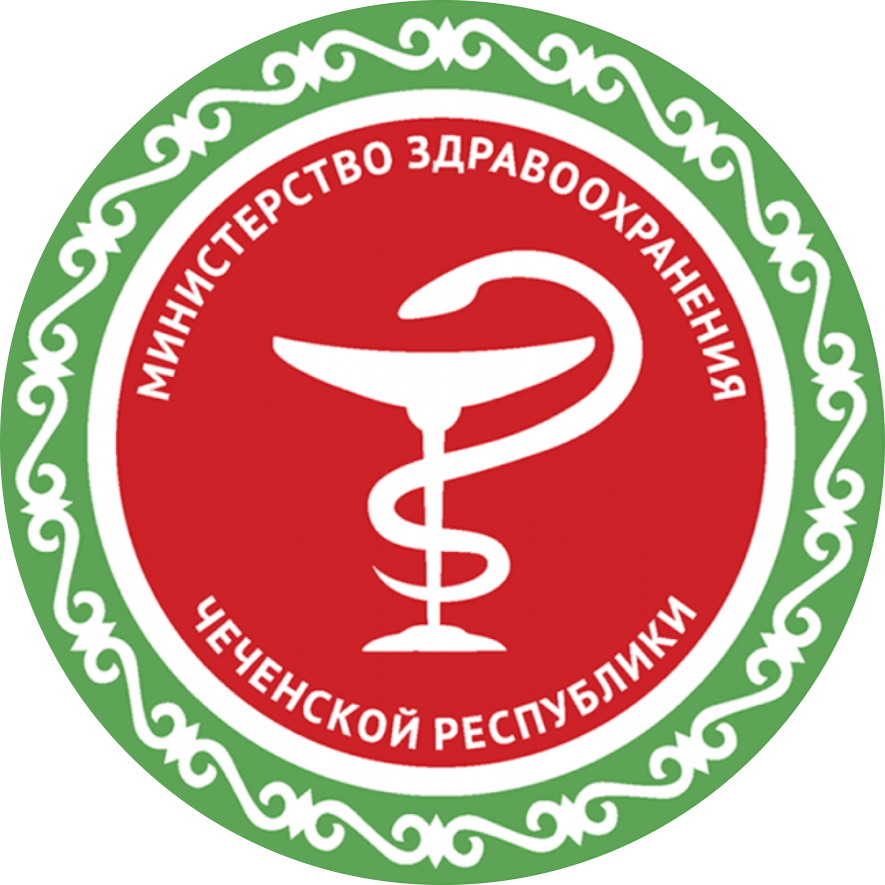 МИНИСТЕРСТВО ЗДРАВООХРАНЕНИЯ
ЧЕЧЕНСКОЙ РЕСПУБЛИКИ